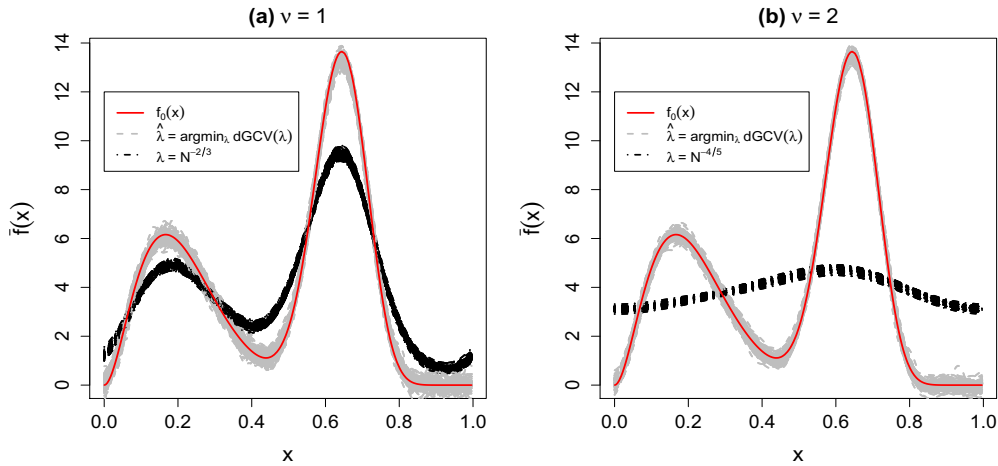 (a) ν = 1
14
12
10
8
6
4
2
0
f̄(x)
f₀(x)
λ̂ = argmin_λ dGCV(λ)
λ = N^{−2/3}
0.0 0.2 0.4 0.6 0.8 1.0
x
(b) ν = 2
14
12
10
8
6
4
2
0
f̄(x)
f₀(x)
λ̂ = argmin_λ dGCV(λ)
λ = N^{−4/5}
0.0 0.2 0.4 0.6 0.8 1.0
x